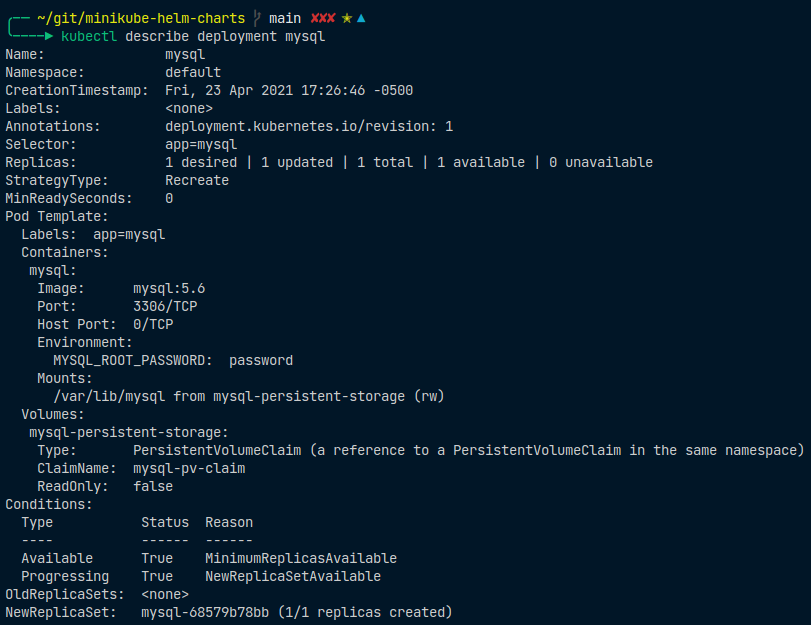 ~/git/minikube-helm-charts main ✘✘✘ ★ ▲
kubectl describe deployment mysql
Name:                   mysql
Namespace:              default
CreationTimestamp:  Fri, 23 Apr 2021 17:26:46 -0500
Labels:                 <none>
Annotations:            deployment.kubernetes.io/revision: 1
Selector:               app=mysql
Replicas:               1 desired | 1 updated | 1 total | 1 available | 0 unavailable
StrategyType:       Recreate
MinReadySeconds:    0
Pod Template:
  Labels:  app=mysql
  Containers:
   mysql:
    Image:      mysql:5.6
    Port:       3306/TCP
    Host Port:  0/TCP
    Environment:
      MYSQL_ROOT_PASSWORD:  password
    Mounts:
      /var/lib/mysql from mysql-persistent-storage (rw)
  Volumes:
   mysql-persistent-storage:
    Type:       PersistentVolumeClaim (a reference to a PersistentVolumeClaim in the same namespace)
    ClaimName:  mysql-pv-claim
    ReadOnly:   false
Conditions:
  Type           Status  Reason
  ----           ------  ------
  Available      True    MinimumReplicasAvailable
  Progressing    True    NewReplicaSetAvailable
OldReplicaSets:  <none>
NewReplicaSet:   mysql-68579b78bb (1/1 replicas created)